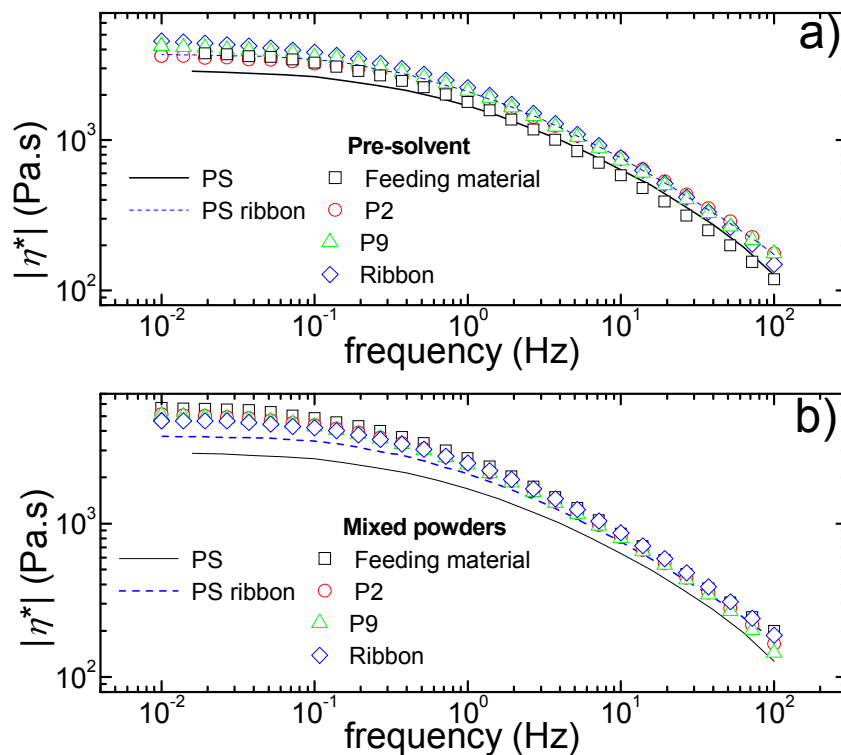 a)
10³
10²
|η*| (Pa.s)
Pre-solvent
PS
PS ribbon
Feeding material
P2
P9
Ribbon
10⁻² 10⁻¹ 10⁰ 10¹ 10²
frequency (Hz)
b)
10³
10²
|η*| (Pa.s)
Mixed powders
PS
PS ribbon
Feeding material
P2
P9
Ribbon
10⁻² 10⁻¹ 10⁰ 10¹ 10²
frequency (Hz)